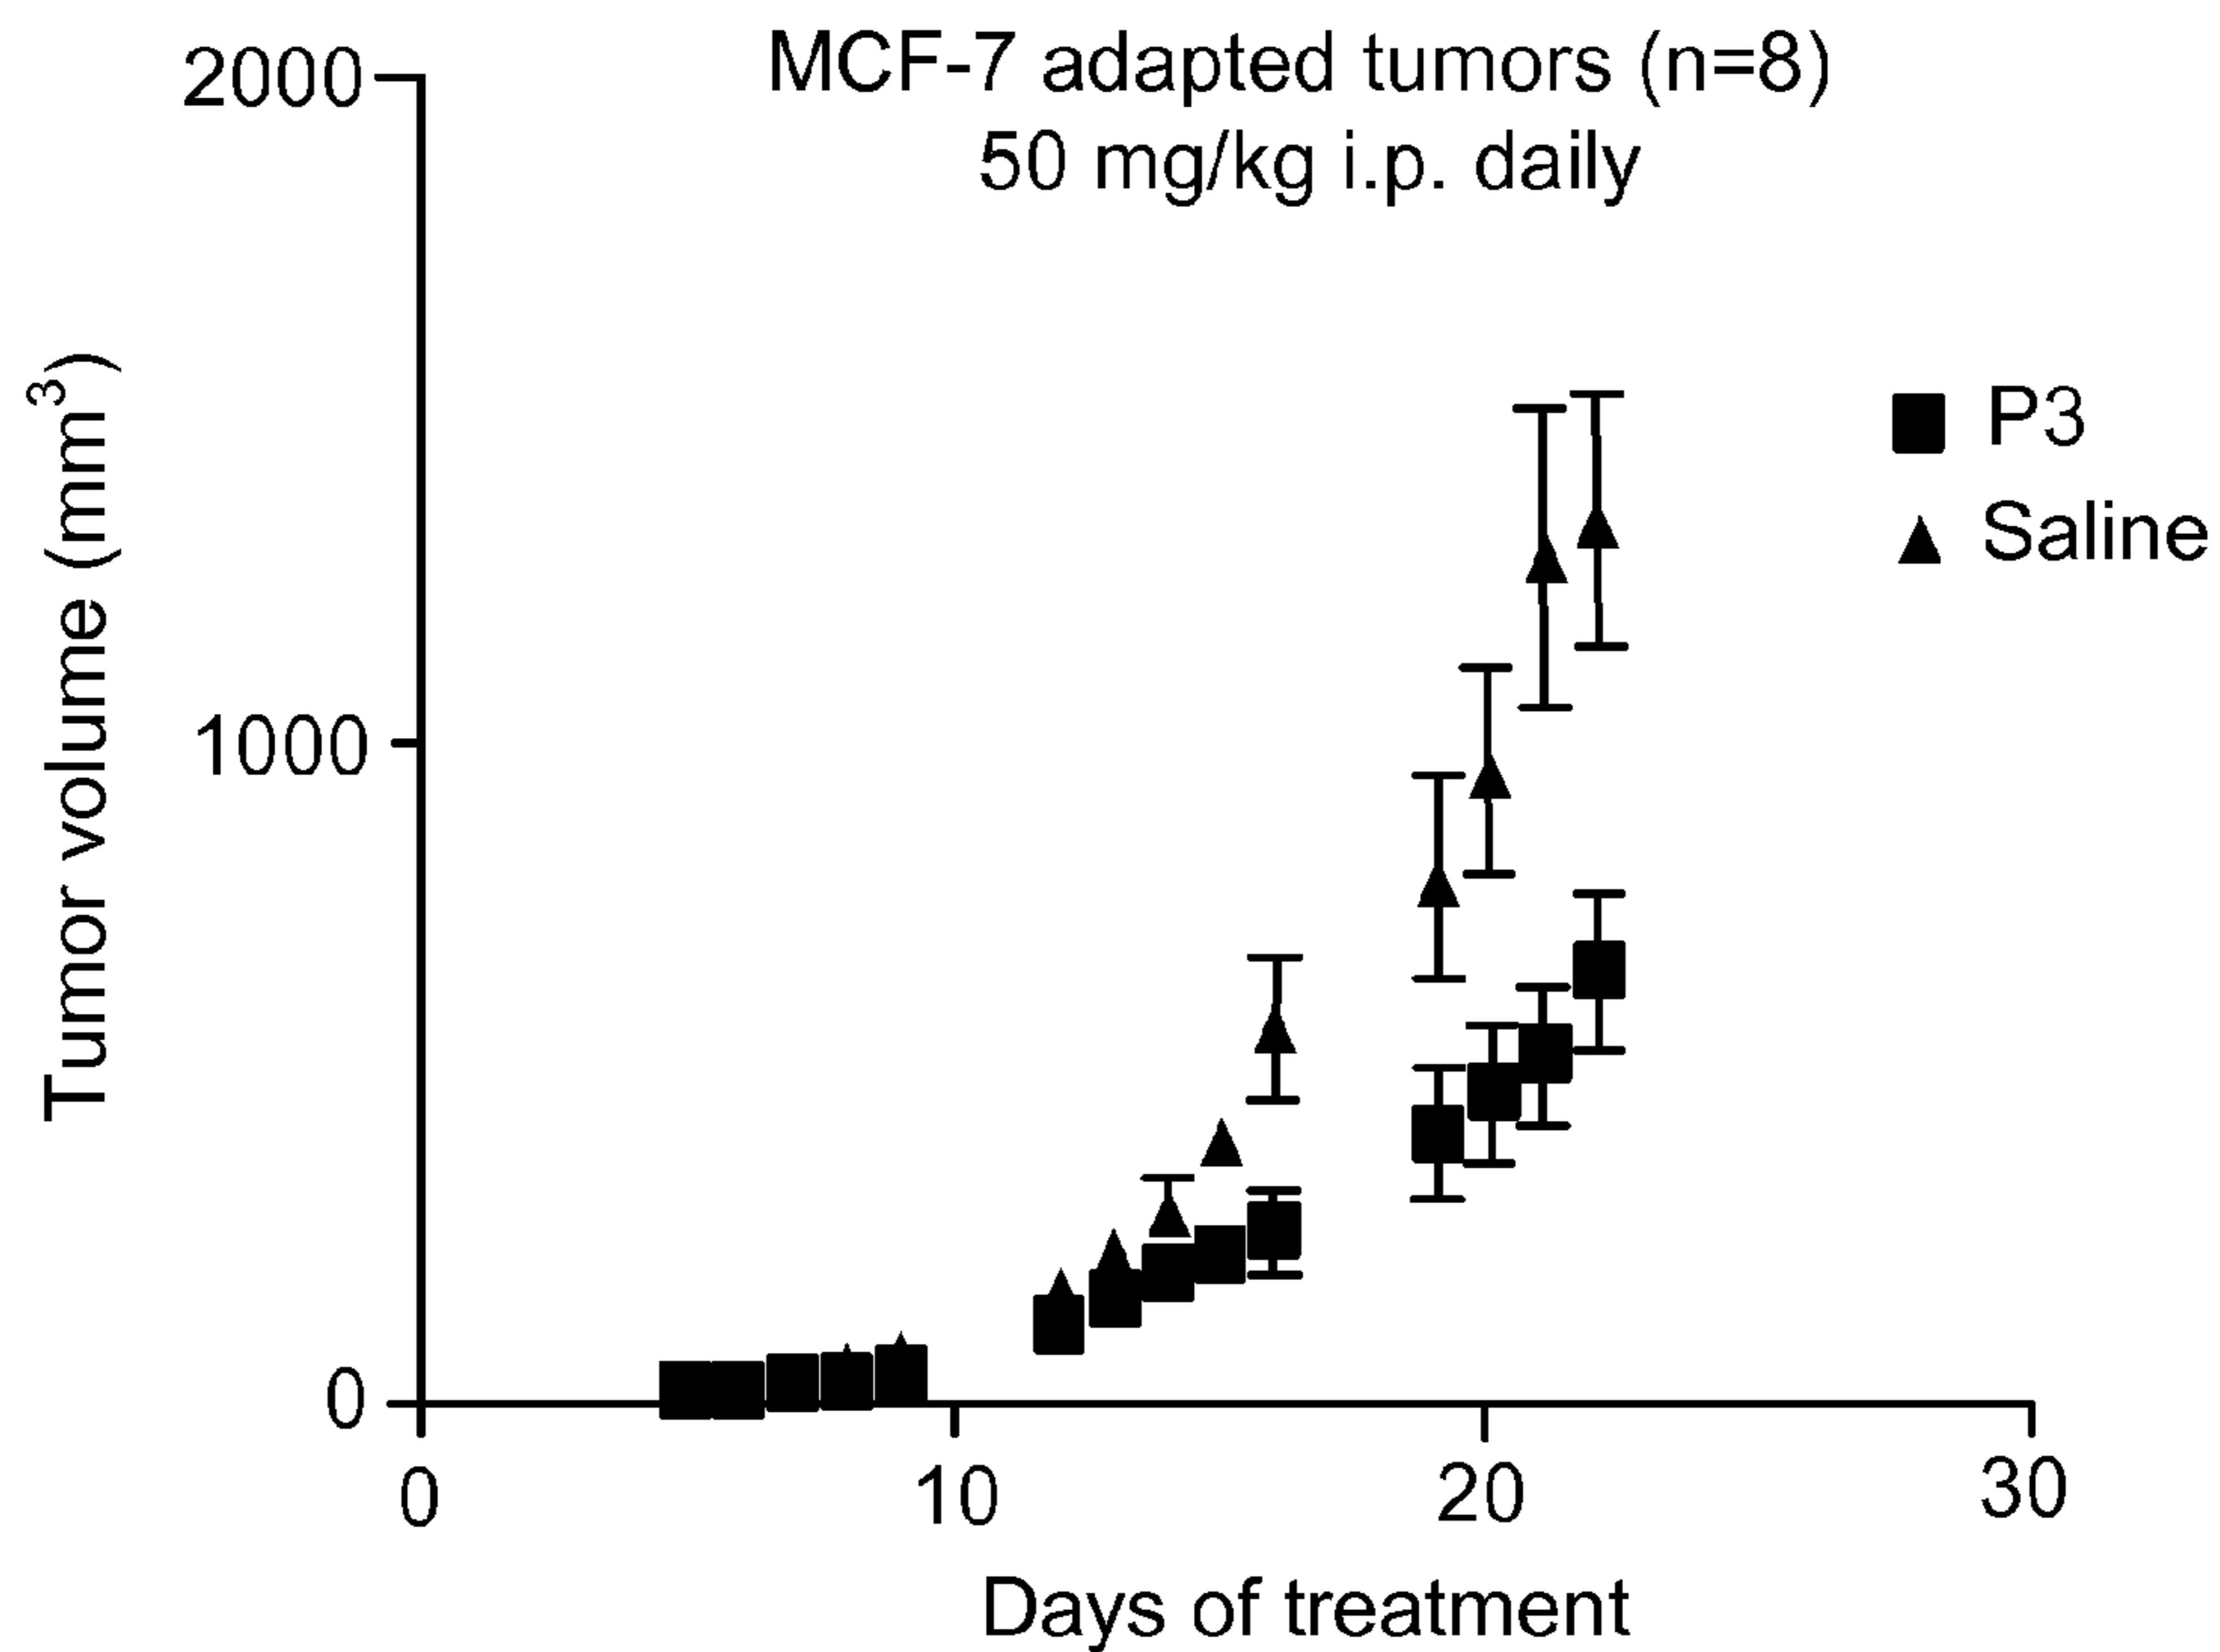 MCF-7 adapted tumors (n=8)
50 mg/kg i.p. daily
2000
1000
0
Tumor volume (mm³)
P3
Saline
0
10
20
30
Days of treatment